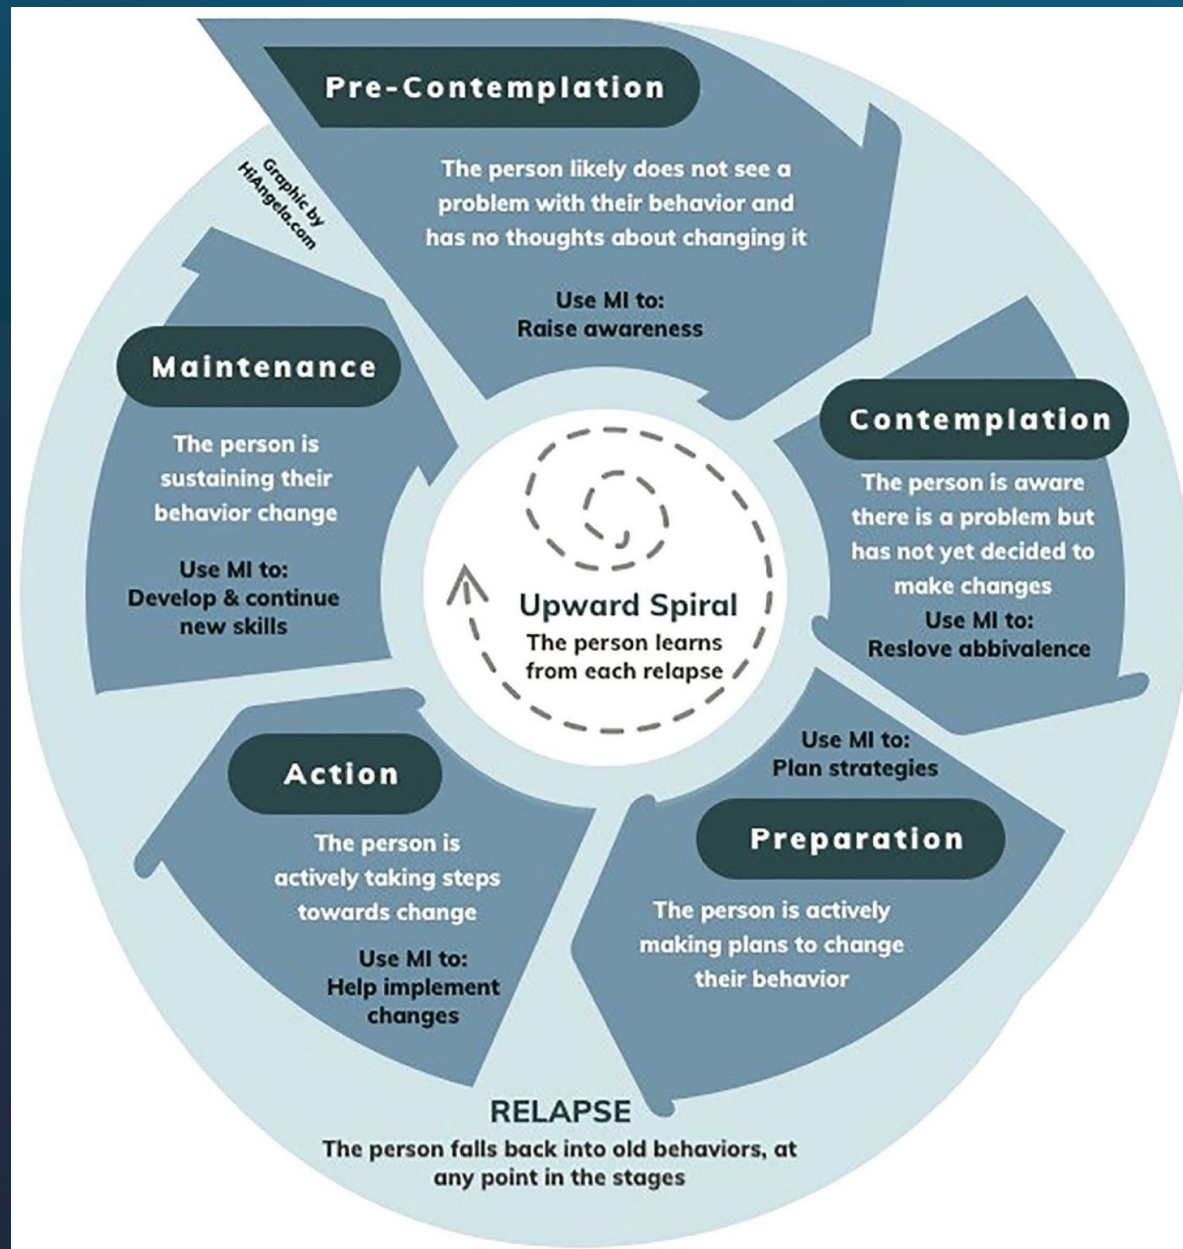 Pre-Contemplation
The person likely does not see a
problem with their behavior and
has no thoughts about changing it
Use MI to:
Raise awareness
Graphic by
HiAngela.com
Contemplation
The person is aware
there is a problem but
has not yet decided to
make changes
Use MI to:
Reslove abbivalence
Use MI to:
Plan strategies
Preparation
The person is actively
making plans to change
their behavior
Action
The person is
actively taking steps
towards change
Use MI to:
Help implement
changes
Maintenance
The person is
sustaining their
behavior change
Use MI to:
Develop & continue
new skills
Upward Spiral
The person learns
from each relapse
RELAPSE
The person falls back into old behaviors, at
any point in the stages